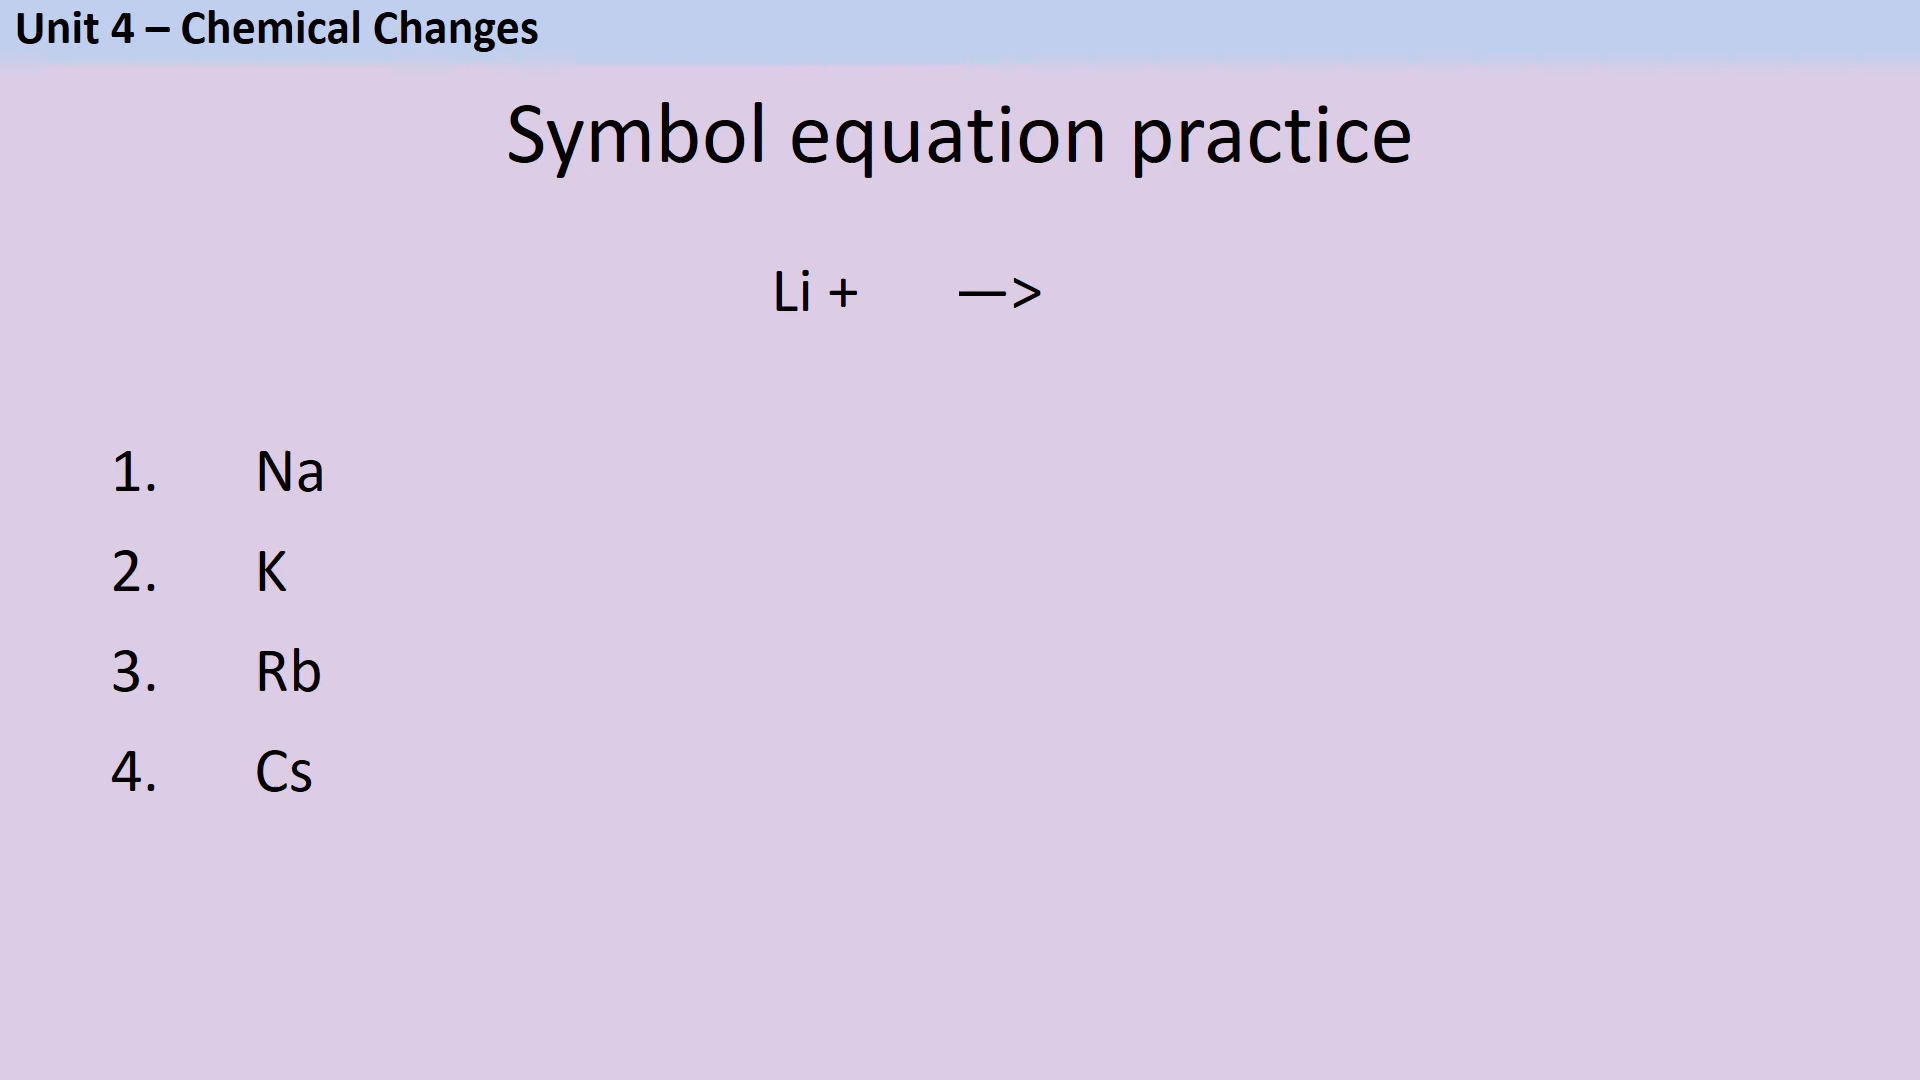 Unit 4 – Chemical Changes
Symbol equation practice
Li + —>
1. Na
2. K
3. Rb
4. Cs